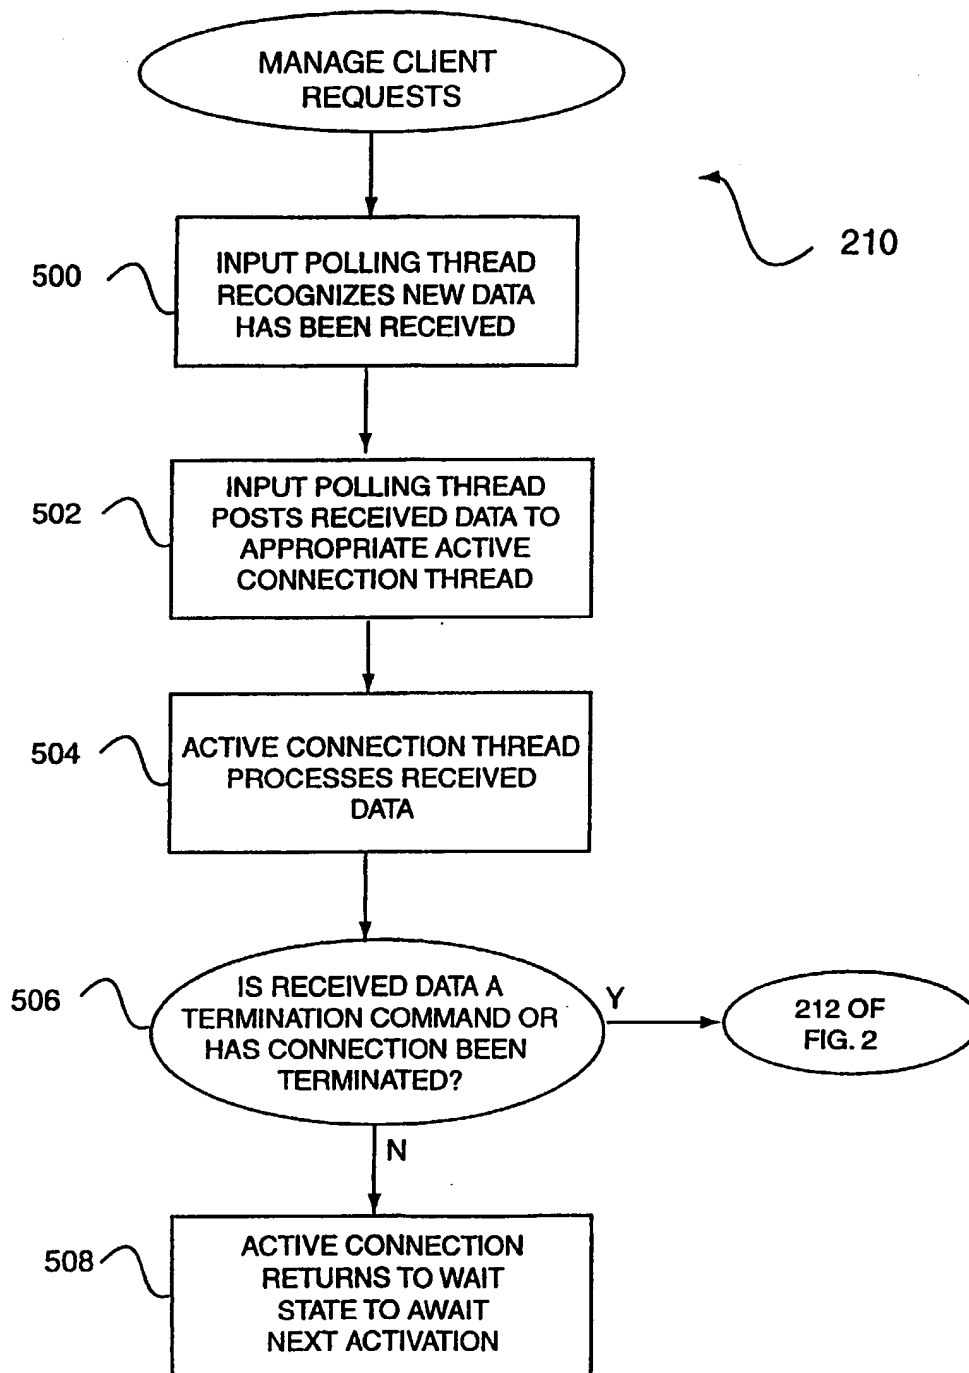 MANAGE CLIENT
REQUESTS
210
500
INPUT POLLING THREAD
RECOGNIZES NEW DATA
HAS BEEN RECEIVED
502
INPUT POLLING THREAD
POSTS RECEIVED DATA TO
APPROPRIATE ACTIVE
CONNECTION THREAD
504
ACTIVE CONNECTION THREAD
PROCESSES RECEIVED
DATA
506
IS RECEIVED DATA A
TERMINATION COMMAND OR
HAS CONNECTION BEEN
TERMINATED?
Y
212 OF
FIG. 2
N
508
ACTIVE CONNECTION
RETURNS TO WAIT
STATE TO AWAIT
NEXT ACTIVATION